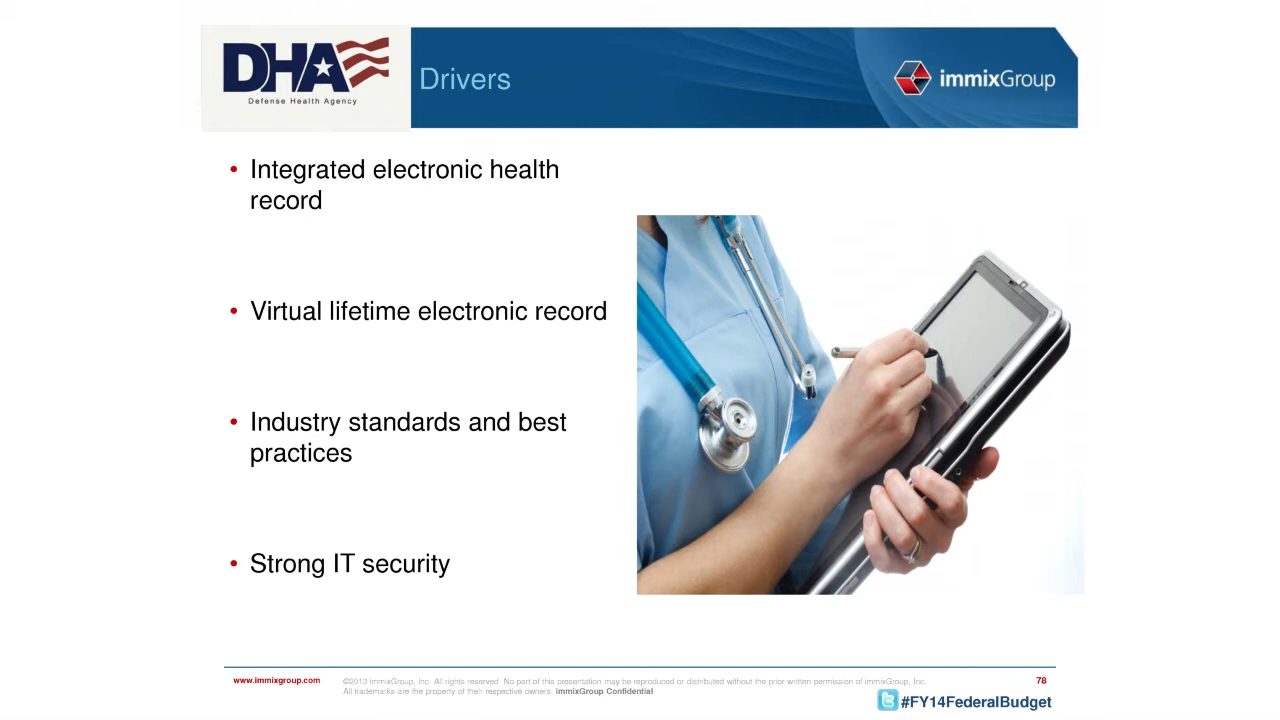 DHA
Defense Health Agency
Drivers
immixGroup
• Integrated electronic health
record
• Virtual lifetime electronic record
• Industry standards and best
practices
• Strong IT security
www.immixgroup.com
©2013 immixGroup, Inc. All rights reserved. No part of this presentation may be reproduced or distributed without the prior written permission of immixGroup, Inc.
All trademarks are the property of their respective owners. immixGroup Confidential
78
#FY14FederalBudget